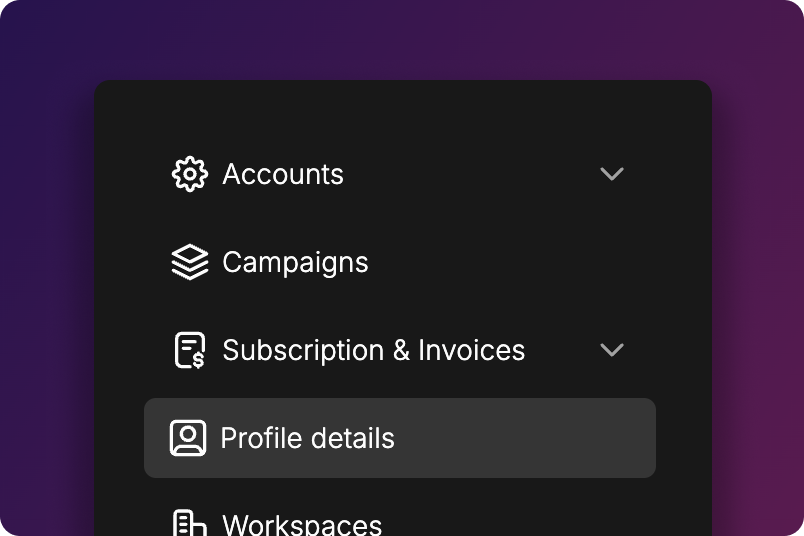 Accounts
Campaigns
Subscription & Invoices
Profile details
Workspaces